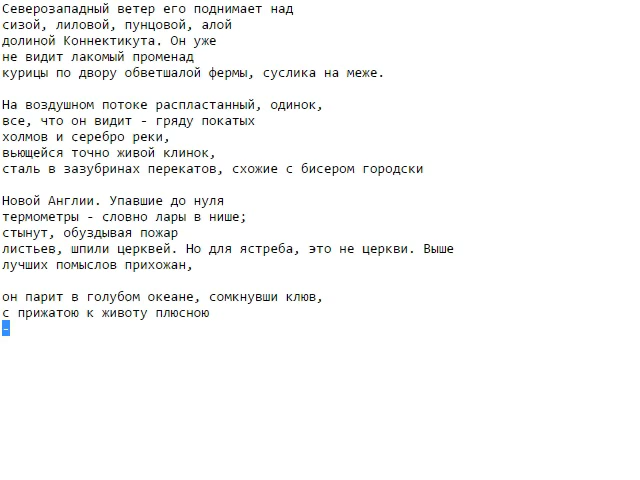 Северозападный ветер его поднимает над
сизой, лиловой, пунцовой, алой
долиной Коннектикута. Он уже
не видит лакомый променад
курицы по двору обветшалой фермы, суслика на меже.

На воздушном потоке распластанный, одинок,
все, что он видит - гряду покатых
холмов и серебро реки,
вьющейся точно живой клинок,
сталь в зазубринах перекатов, схожие с бисером городски

Новой Англии. Упавшие до нуля
термометры - словно лары в нише;
стынут, обуздывая пожар
листьев, шпили церквей. Но для ястреба, это не церкви. Выше
лучших помыслов прихожан,

он парит в голубом океане, сомкнувши клюв,
с прижатою к животу плюсною
-